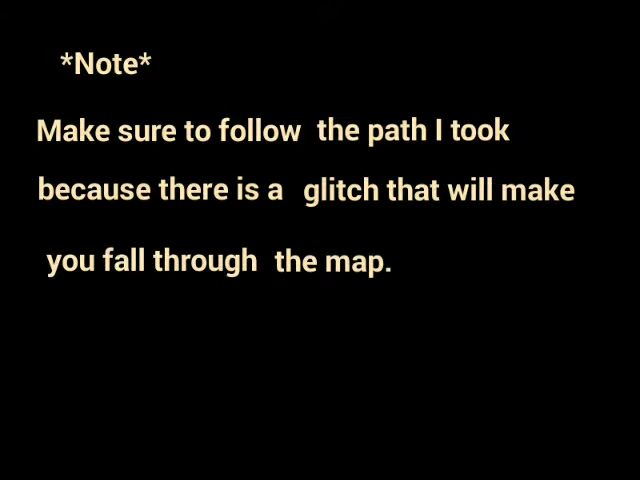 *Note*
Make sure to follow the path I took
because there is a glitch that will make
you fall through the map.